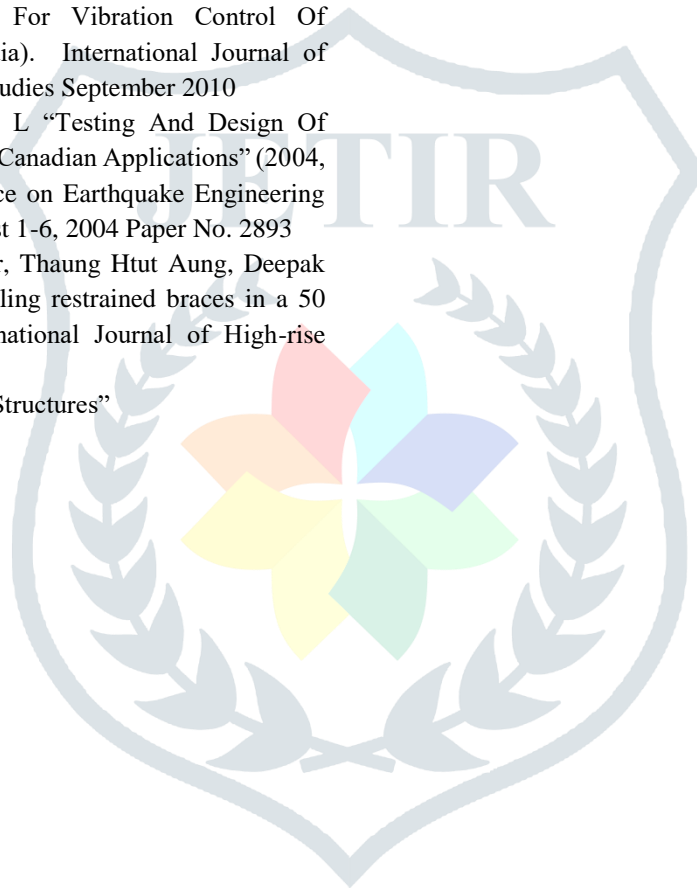 For Vibration Control Of
ia). International Journal of
tudies September 2010
L “Testing And Design Of
Canadian Applications” (2004,
ce on Earthquake Engineering
st 1-6, 2004 Paper No. 2893
r, Thaung Htut Aung, Deepak
ling restrained braces in a 50
national Journal of High-rise
Structures”
JETIR